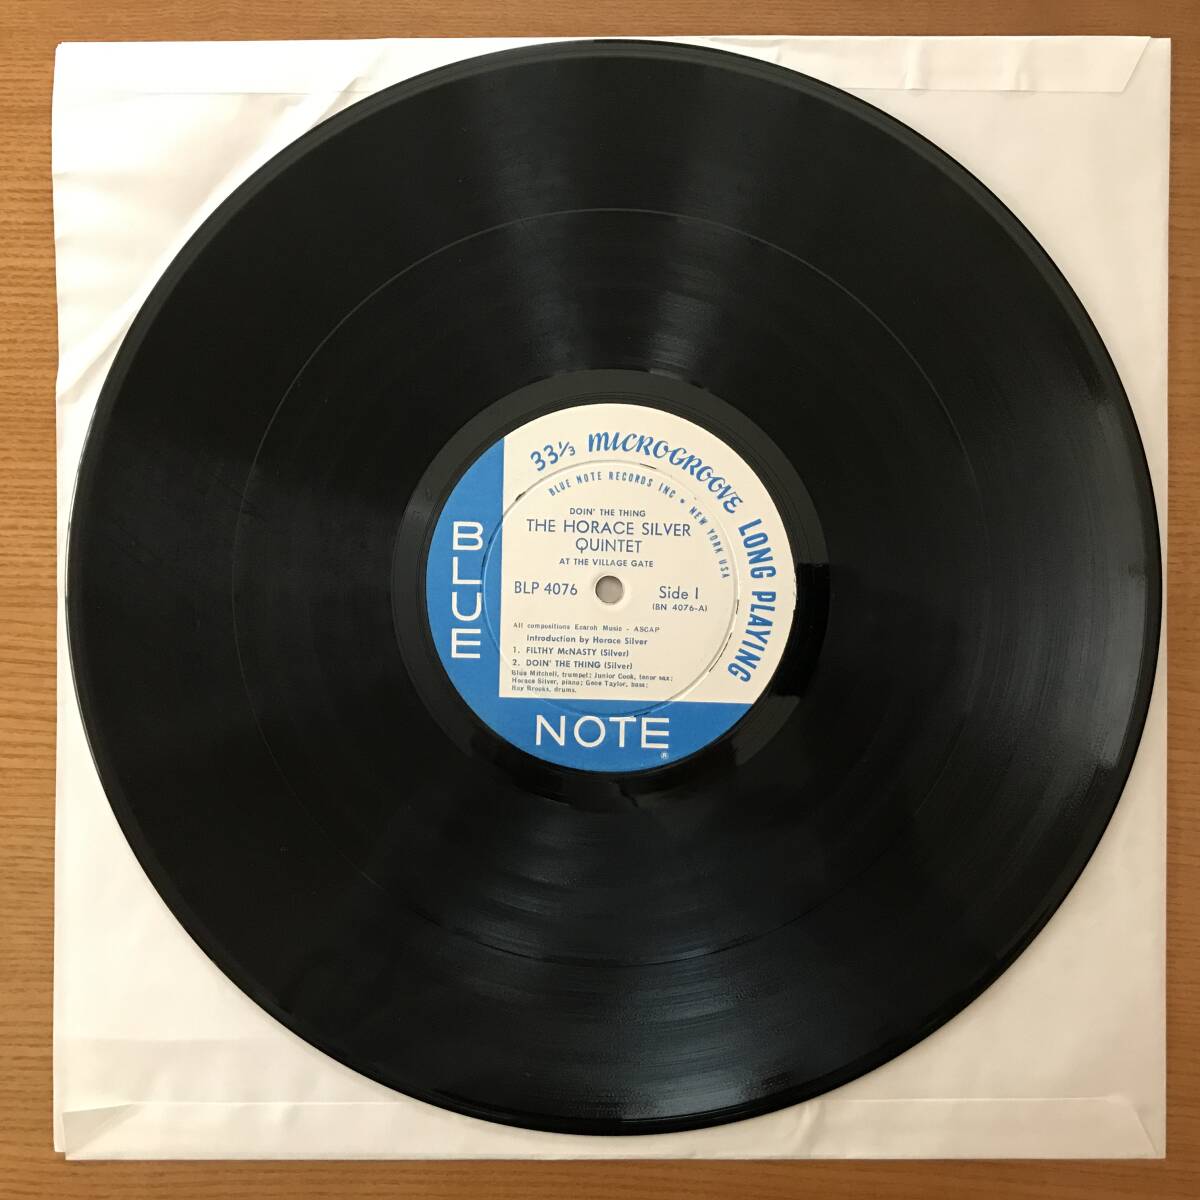 33⅓ MICROGROOVE LONG PLAYING
BLUE NOTE RECORDS INC • NEW YORK USA
DOIN' THE THING
THE HORACE SILVER
QUINTET
AT THE VILLAGE GATE
BLP 4076
Side 1
(BN 4076-A)
All compositions Ecaroh Music - ASCAP
Introduction by Horace Silver
1. FILTHY McNASTY (Silver)
2. DOIN' THE THING (Silver)
Blue Mitchell, trumpet; Junior Cook, tenor sax;
Horace Silver, piano; Gene Taylor, bass;
Roy Brooks, drums.
BLUE
NOTE
®